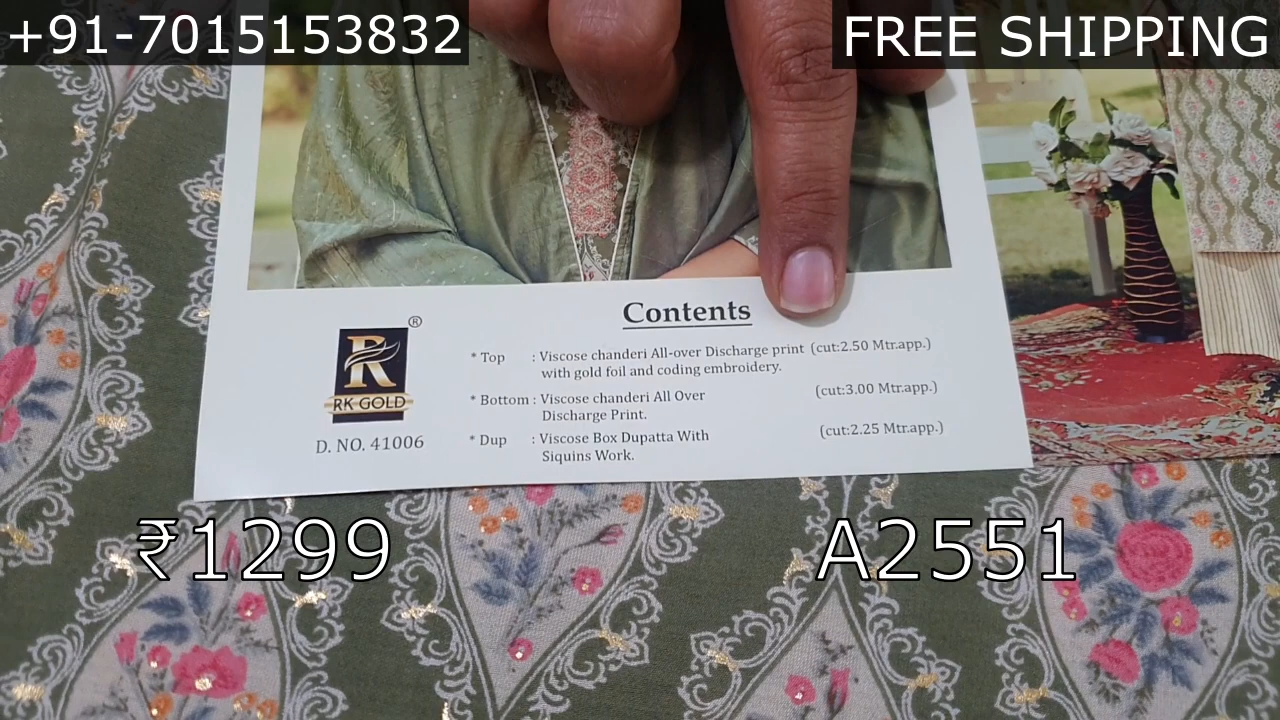 +91-7015153832
FREE SHIPPING
Contents
R
®
RK GOLD
D. NO. 41006
* Top : Viscose chanderi All-over Discharge print (cut:2.50 Mtr.app.)
with gold foil and coding embroidery.
* Bottom : Viscose chanderi All Over (cut:3.00 Mtr.app.)
Discharge Print.
* Dup : Viscose Box Dupatta With (cut:2.25 Mtr.app.)
Siquins Work.
₹1299
A2551